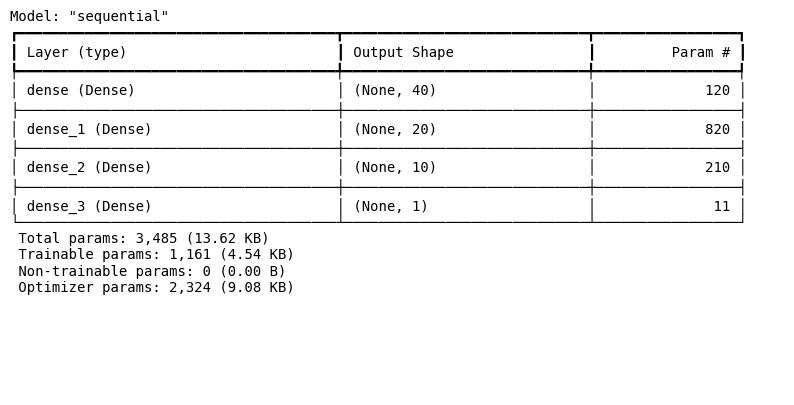 Model: "sequential"
Layer (type) Output Shape Param #
dense (Dense) (None, 40) 120
dense_1 (Dense) (None, 20) 820
dense_2 (Dense) (None, 10) 210
dense_3 (Dense) (None, 1) 11
Total params: 3,485 (13.62 KB)
Trainable params: 1,161 (4.54 KB)
Non-trainable params: 0 (0.00 B)
Optimizer params: 2,324 (9.08 KB)